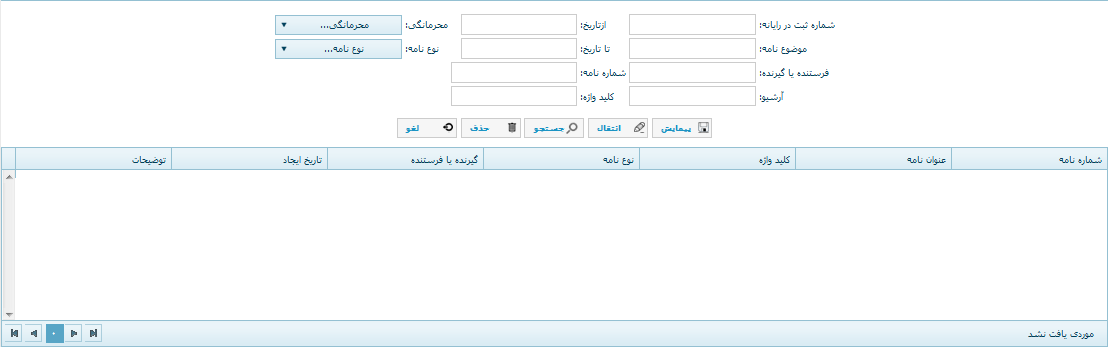 شماره ثبت در رایانه: ازتاریخ: محرمانگی: محرمانگی...
موضوع نامه: تا تاریخ: نوع نامه: نوع نامه...
فرستنده یا گیرنده: شماره نامه:
آرشیو: کلید واژه:
پیمایش انتقال جستجو حذف لغو
شماره نامه عنوان نامه کلید واژه نوع نامه گیرنده یا فرستنده تاریخ ایجاد توضیحات
موردی یافت نشد ۰